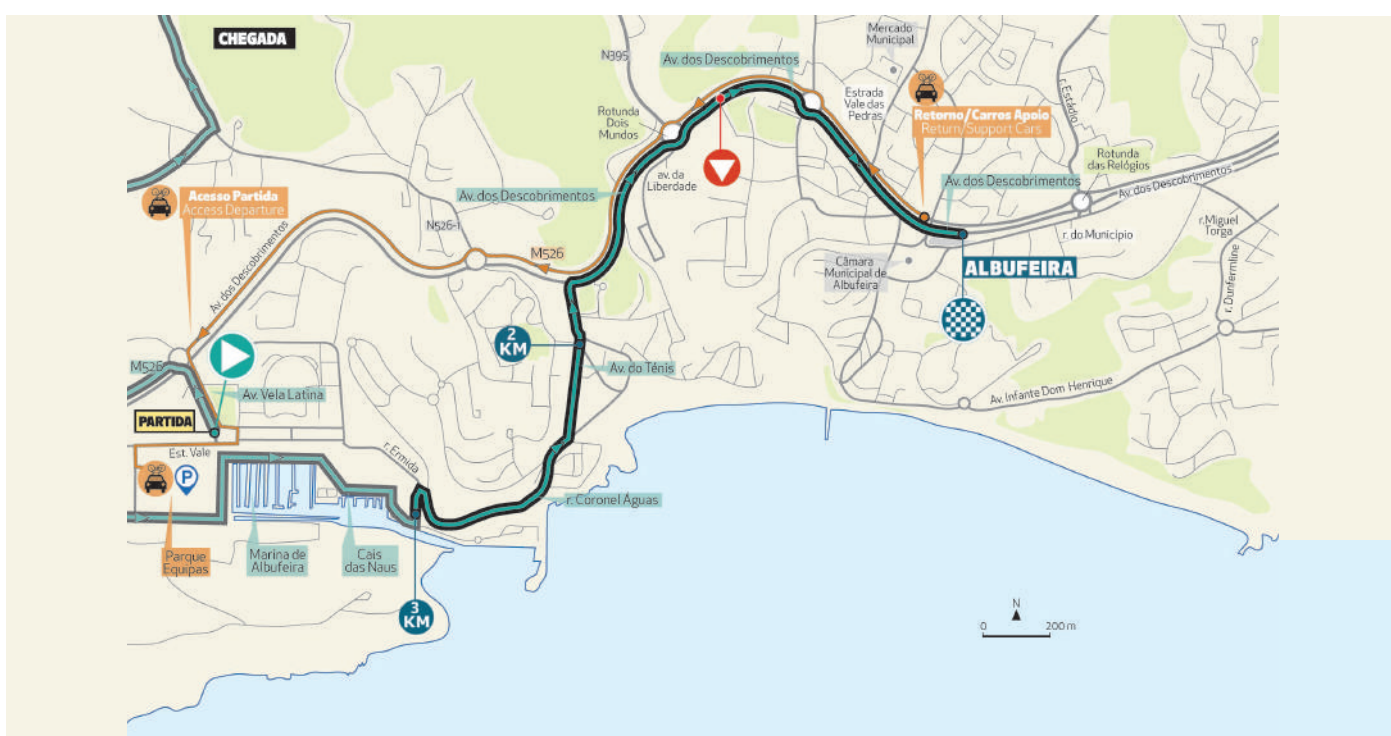 CHEGADA
Mercado
Municipal
N395
Av. dos Descobrimentos
r. Estádio
Estrada
Vale das
Pedras
Rotunda
Dois
Mundos
Retorno/Carros Apoio
Return/Support Cars
Rotunda
das Relógios
av. da
Liberdade
Av. dos Descobrimentos
Av. dos Descobrimentos
Av. dos Descobrimentos
Acesso Partida
Access Departure
N526-1
M526
r. do Município
r. Miguel
Torga
Câmara
Municipal de
Albufeira
ALBUFEIRA
Av. dos Descobrimentos
r. Dunfermline
2
KM
M526
Av. do Ténis
Av. Vela Latina
Av. Infante Dom Henrique
PARTIDA
Est. Vale
r. Ermida
P
r. Coronel Águas
Parque
Equipas
Marina de
Albufeira
Cais
das Naus
3
KM
N
0 200 m